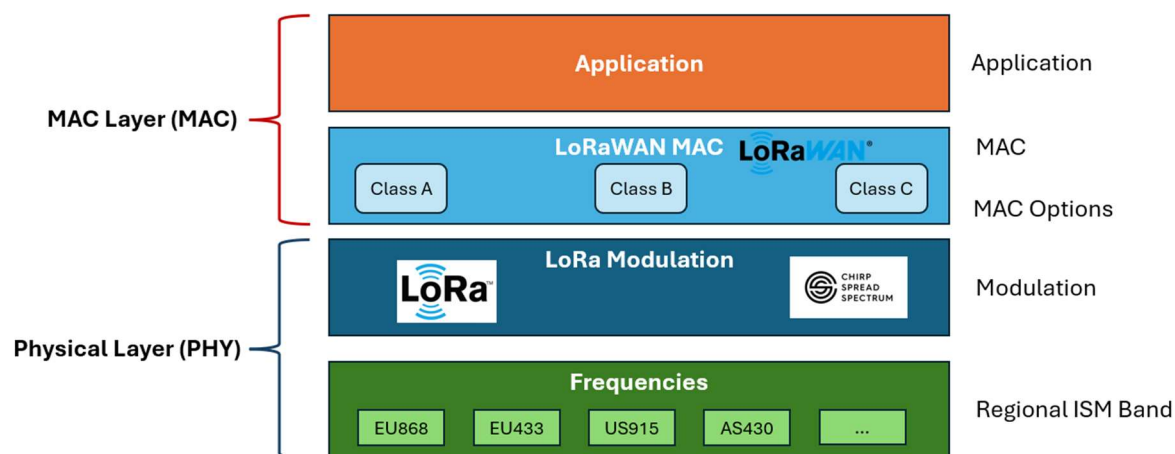 Application
Application
MAC Layer (MAC)
LoRaWAN MAC
LoRaWAN®
MAC
Class A
Class B
Class C
MAC Options
LoRa Modulation
LoRa™
CHIRP
SPREAD
SPECTRUM
Modulation
Physical Layer (PHY)
Frequencies
EU868
EU433
US915
AS430
...
Regional ISM Band